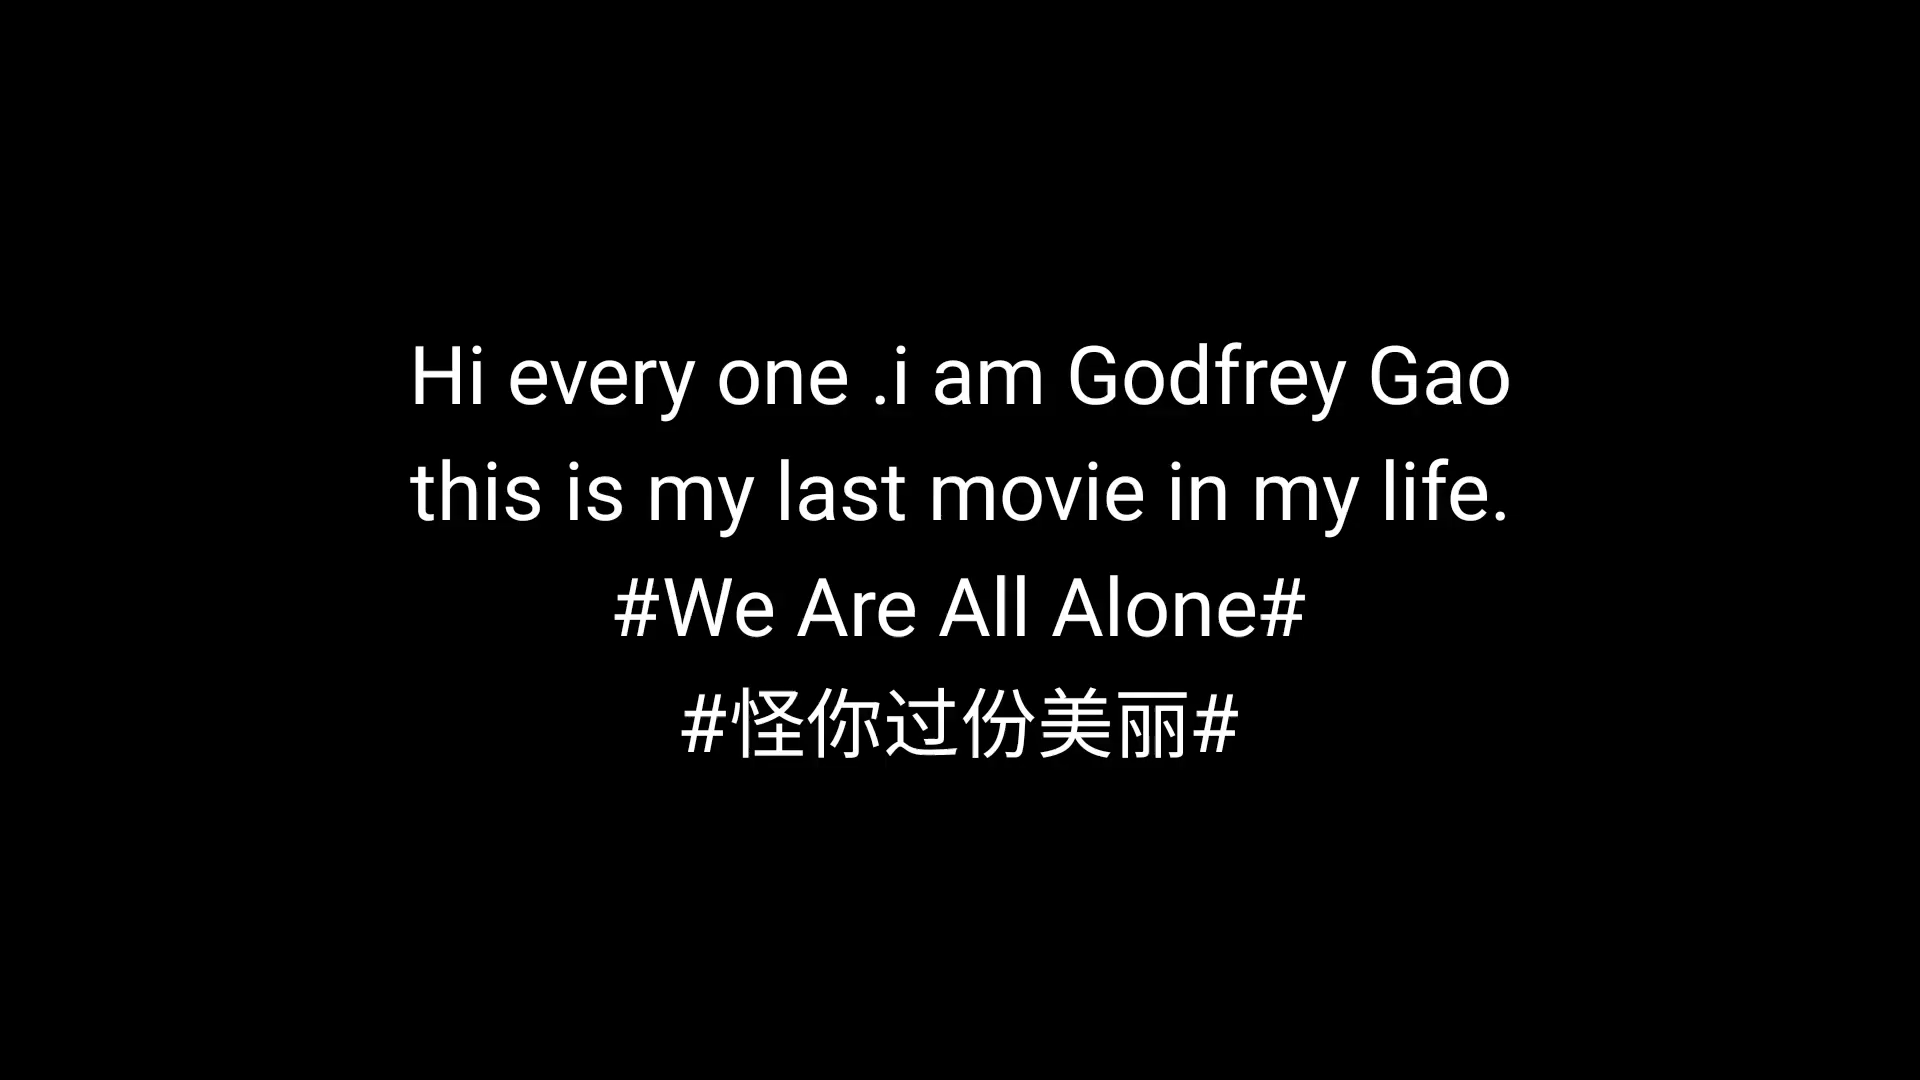 Hi every one .i am Godfrey Gao
this is my last movie in my life.
#We Are All Alone#
#怪你过份美丽#